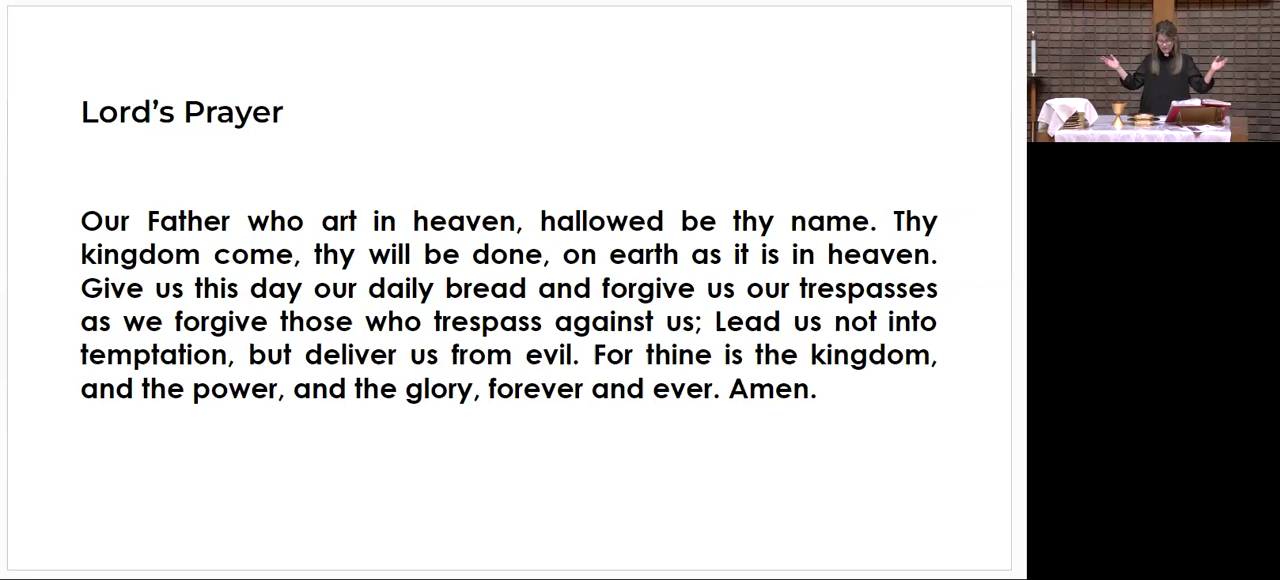 Lord’s Prayer
Our Father who art in heaven, hallowed be thy name. Thy
kingdom come, thy will be done, on earth as it is in heaven.
Give us this day our daily bread and forgive us our trespasses
as we forgive those who trespass against us; Lead us not into
temptation, but deliver us from evil. For thine is the kingdom,
and the power, and the glory, forever and ever. Amen.